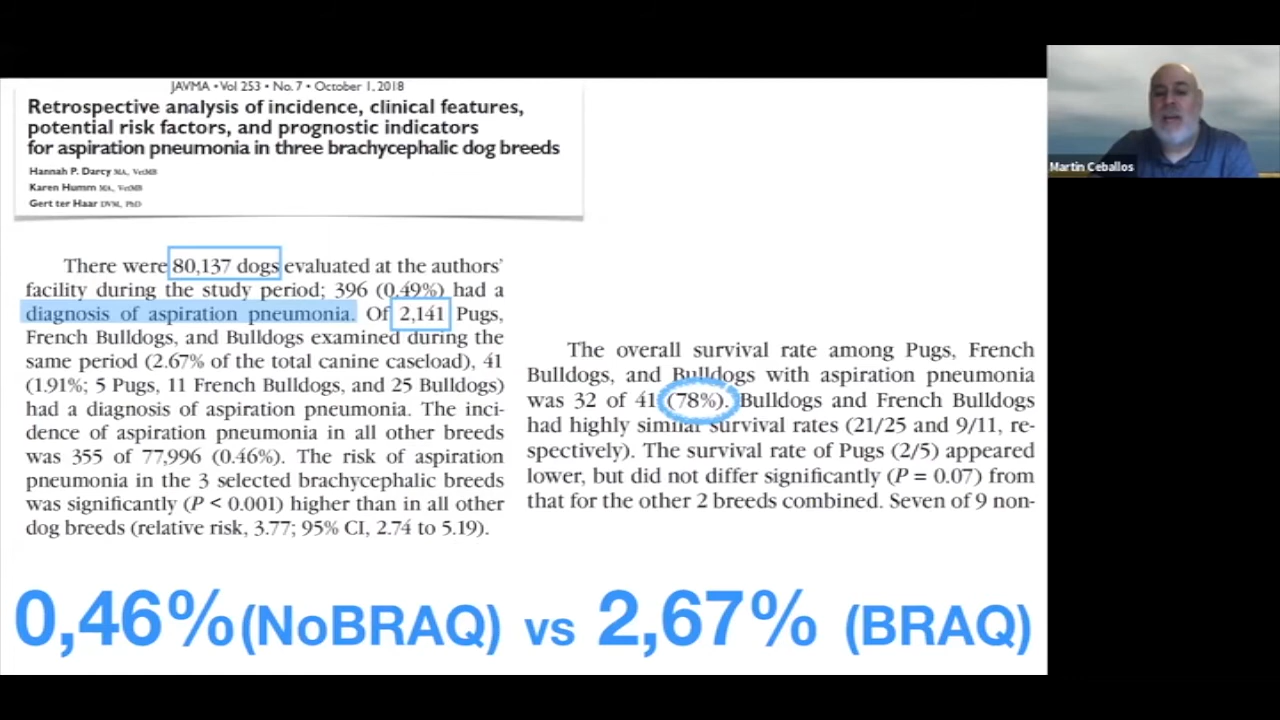 JAVMA • Vol 253 • No. 7 • October 1, 2018
Retrospective analysis of incidence, clinical features,
potential risk factors, and prognostic indicators
for aspiration pneumonia in three brachycephalic dog breeds
Hannah P. Darcy MA, VetMB
Karen Humm MA, VetMB
Gert ter Haar DVM, PhD
There were 80,137 dogs evaluated at the authors’
facility during the study period; 396 (0.49%) had a
diagnosis of aspiration pneumonia. Of 2,141 Pugs,
French Bulldogs, and Bulldogs examined during the
same period (2.67% of the total canine caseload), 41
(1.91%; 5 Pugs, 11 French Bulldogs, and 25 Bulldogs)
had a diagnosis of aspiration pneumonia. The inci-
dence of aspiration pneumonia in all other breeds
was 355 of 77,996 (0.46%). The risk of aspiration
pneumonia in the 3 selected brachycephalic breeds
was significantly (P < 0.001) higher than in all other
dog breeds (relative risk, 3.77; 95% CI, 2.74 to 5.19).
The overall survival rate among Pugs, French
Bulldogs, and Bulldogs with aspiration pneumonia
was 32 of 41 (78%). Bulldogs and French Bulldogs
had highly similar survival rates (21/25 and 9/11, re-
spectively). The survival rate of Pugs (2/5) appeared
lower, but did not differ significantly (P = 0.07) from
that for the other 2 breeds combined. Seven of 9 non-
0,46%(NoBRAQ) vs 2,67% (BRAQ)
Martin Ceballos